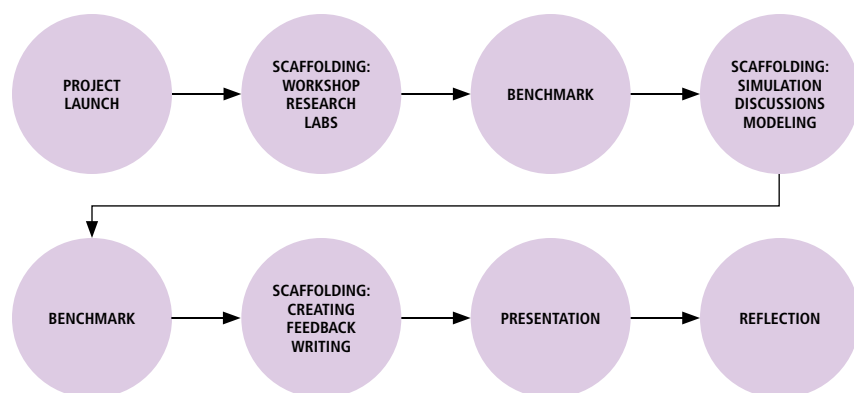 PROJECT
LAUNCH
SCAFFOLDING:
WORKSHOP
RESEARCH
LABS
BENCHMARK
SCAFFOLDING:
SIMULATION
DISCUSSIONS
MODELING
BENCHMARK
SCAFFOLDING:
CREATING
FEEDBACK
WRITING
PRESENTATION
REFLECTION